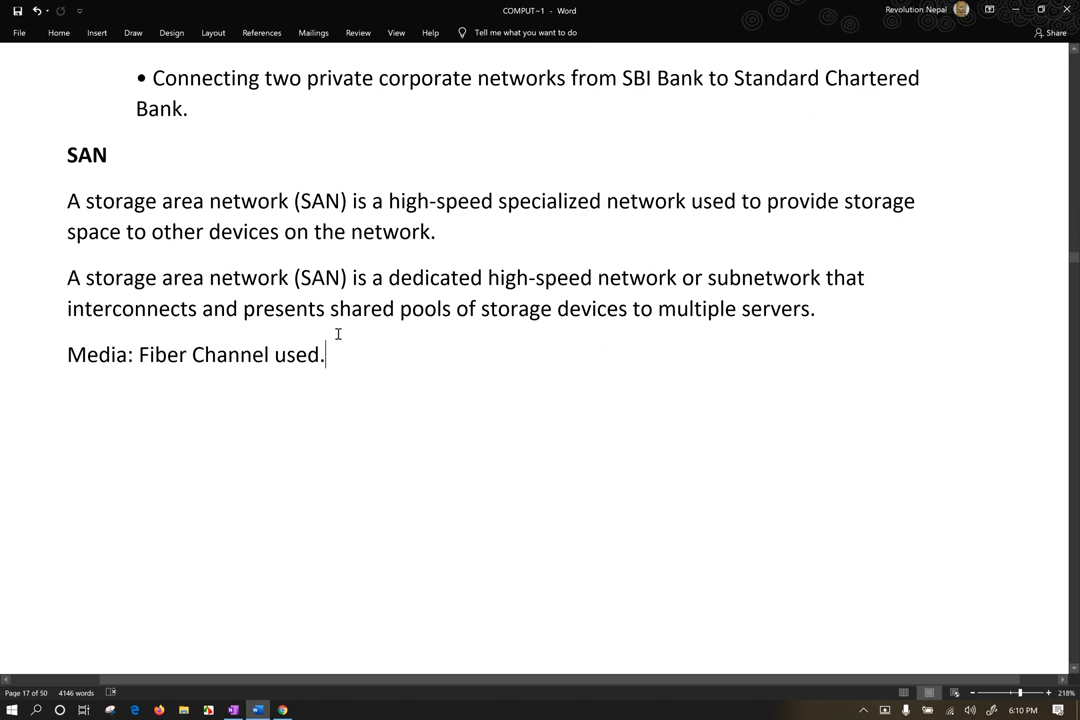 COMPUT~1 - Word
Revolution Nepal
File Home Insert Draw Design Layout References Mailings Review View Help Tell me what you want to do Share
• Connecting two private corporate networks from SBI Bank to Standard Chartered
Bank.
SAN
A storage area network (SAN) is a high-speed specialized network used to provide storage
space to other devices on the network.
A storage area network (SAN) is a dedicated high-speed network or subnetwork that
interconnects and presents shared pools of storage devices to multiple servers.
Media: Fiber Channel used.
Page 17 of 50 4146 words 218%
6:10 PM